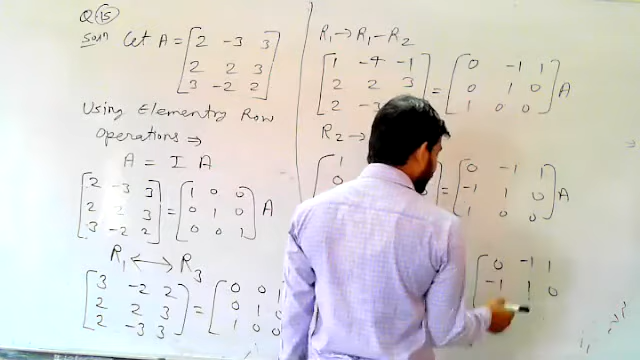 Q 15
Soln Let A = [2 -3 3
2 2 3
3 -2 2]
Using Elementry Row
Operations ⇒
A = I A
[2 -3 3
2 2 3
3 -2 2] = [1 0 0
0 1 0
0 0 1] A
R1 ⟷ R3
[3 -2 2
2 2 3
2 -3 3] = [0 0 1
0 1 0
1 0 0
R1 → R1 - R2
[1 -4 -1
2 2 3
2 -3 = [0 -1 1
0 1 0
1 0 0] A
R2 →
[1
0
= [0 -1 1
-1 1 0
1 0 0] A
[0 -1 1
-1 1 0